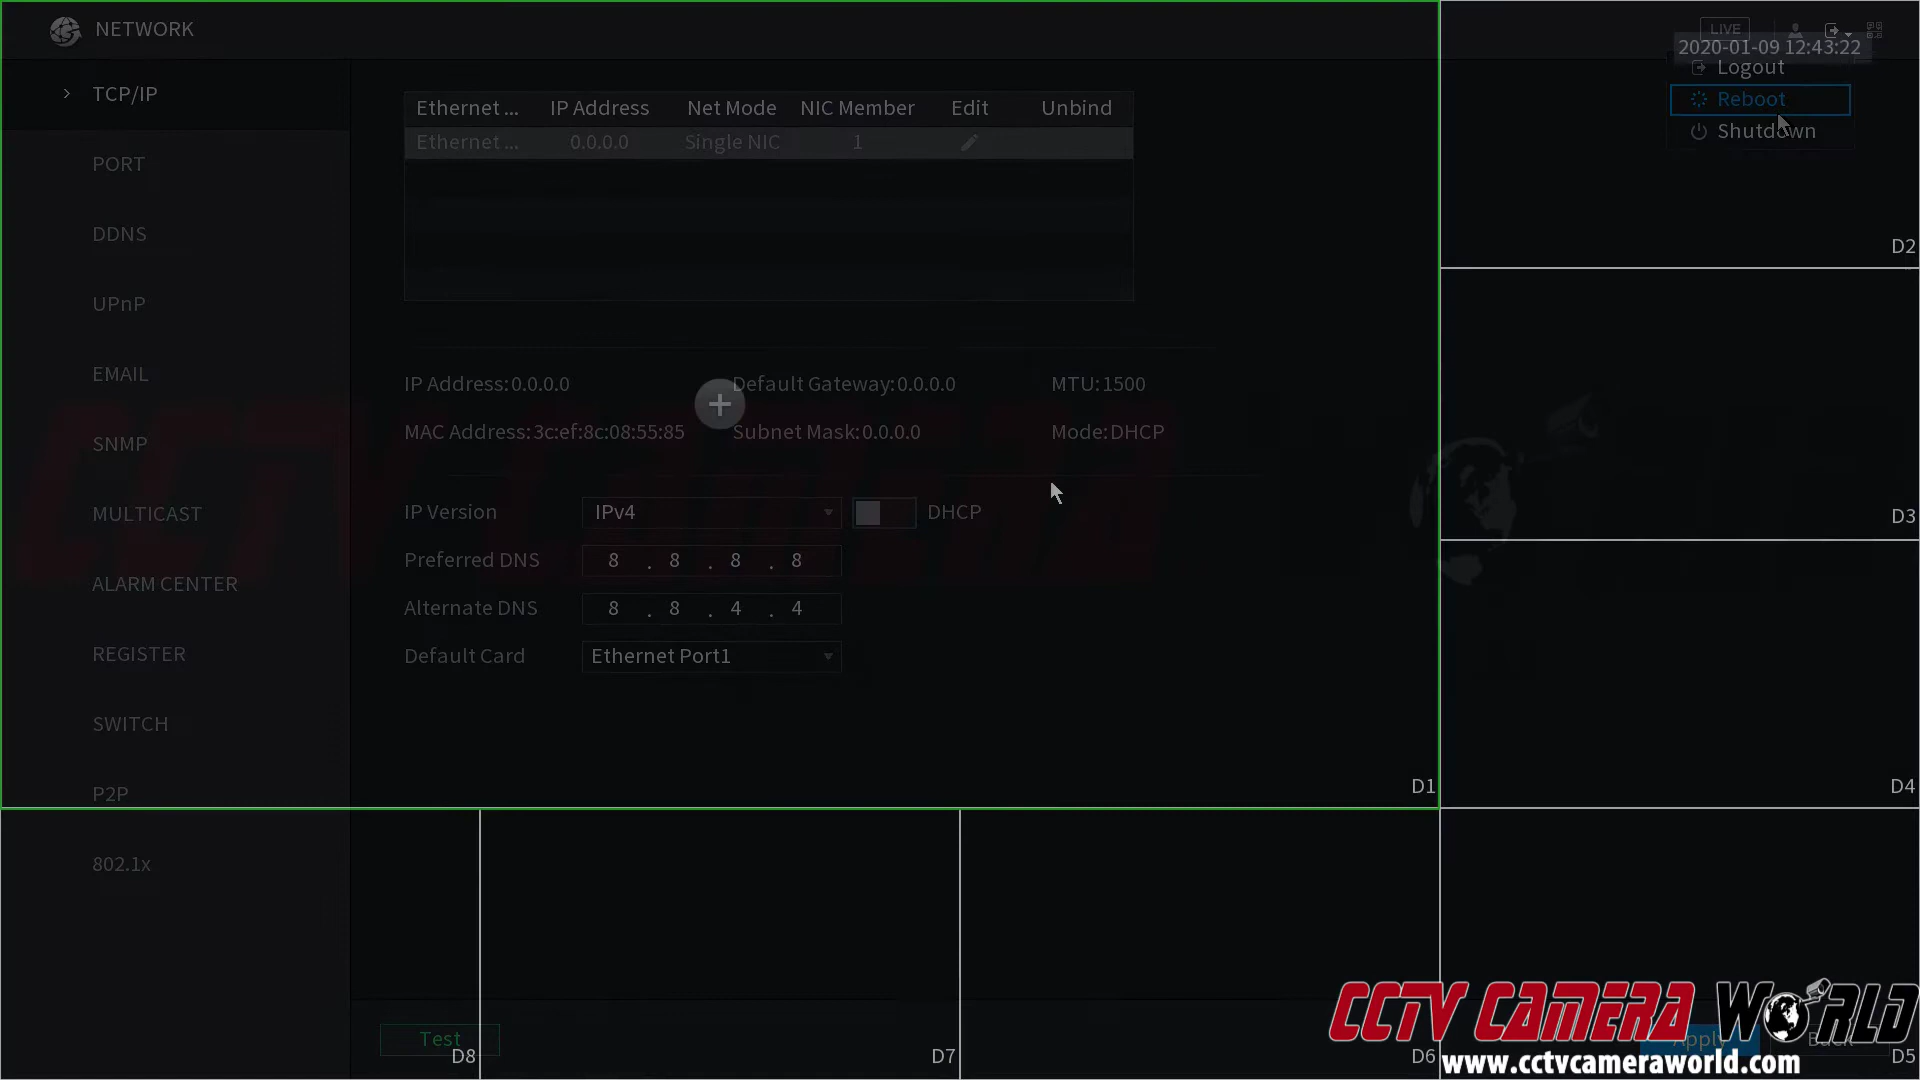 NETWORK
LIVE
2020-01-09 12:43:22
Logout
Reboot
Shutdown
TCP/IP
PORT
DDNS
UPnP
EMAIL
SNMP
MULTICAST
ALARM CENTER
REGISTER
SWITCH
P2P
802.1x
Ethernet ... IP Address Net Mode NIC Member Edit Unbind
Ethernet ... 0.0.0.0 Single NIC 1
IP Address:0.0.0.0 Default Gateway:0.0.0.0 MTU:1500
MAC Address:3c:ef:8c:08:55:85 Subnet Mask:0.0.0.0 Mode:DHCP
IP Version IPv4 DHCP
Preferred DNS 8 . 8 . 8 . 8
Alternate DNS 8 . 8 . 4 . 4
Default Card Ethernet Port1
D1
D2
D3
D4
Test
D8
D7
D6
D5
Apply
Back
CCTV CAMERA WORLD
www.cctvcameraworld.com
CCTV CAMERA